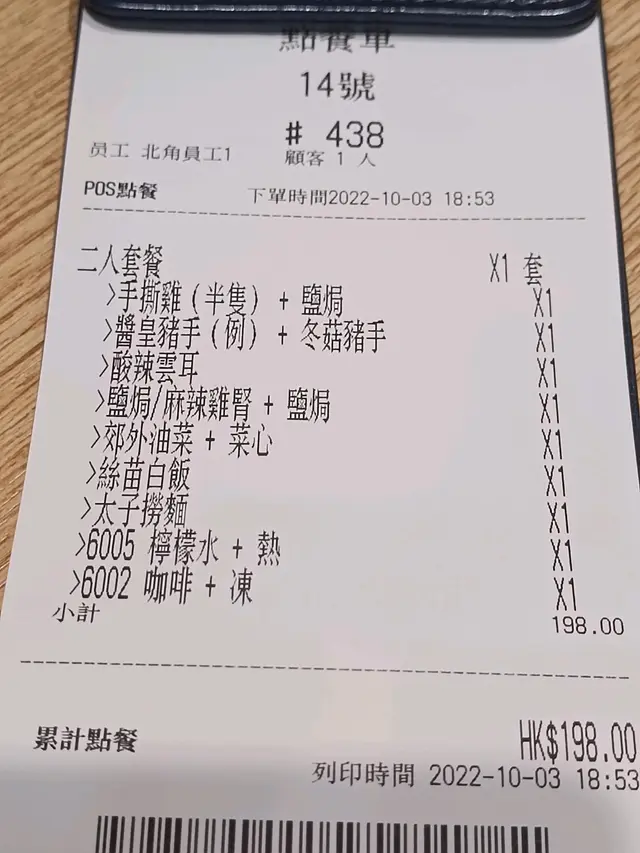 點餐單
14號
# 438
員工 北角員工1 顧客 1 人
POS點餐 下單時間2022-10-03 18:53
二人套餐 X1 套
>手撕雞(半隻) + 鹽焗 X1
>醬皇豬手(例) + 冬菇豬手 X1
>酸辣雲耳 X1
>鹽焗/麻辣雞腎 + 鹽焗 X1
>郊外油菜 + 菜心 X1
>絲苗白飯 X1
>太子撈麵 X1
>6005 檸檬水 + 熱 X1
>6002 咖啡 + 凍 X1
小計 198.00
累計點餐 HK$198.00
列印時間 2022-10-03 18:53